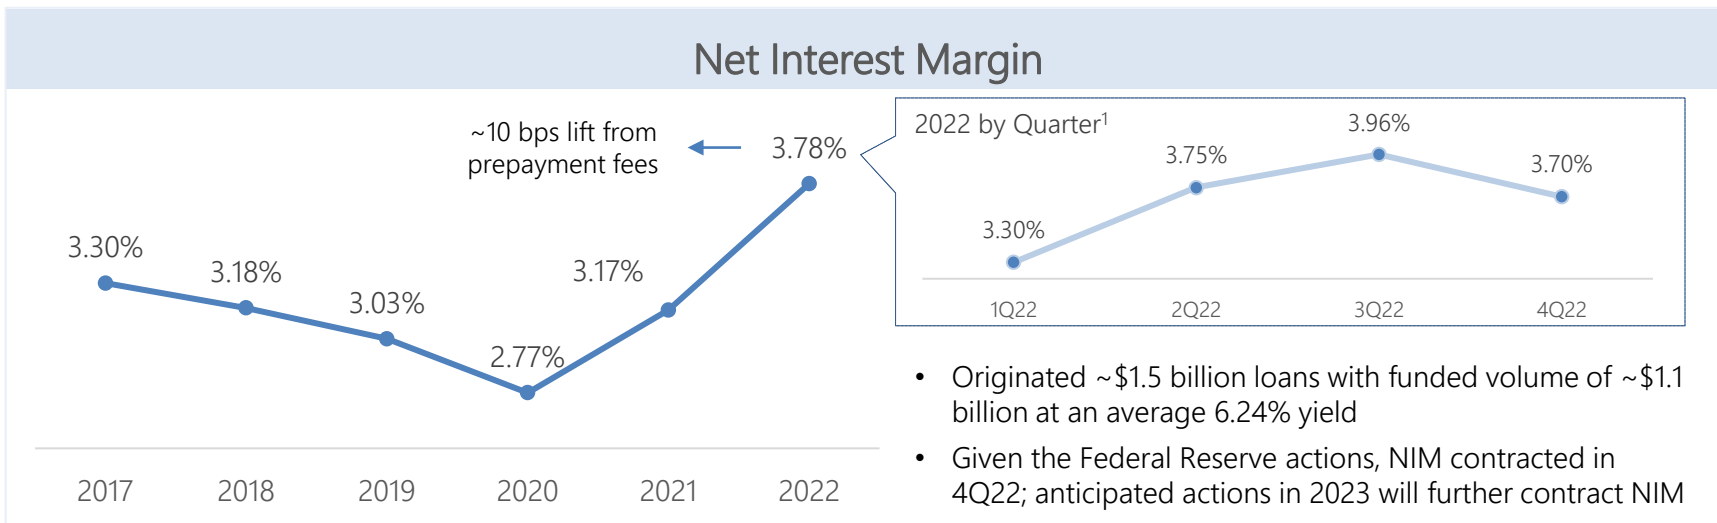 Net Interest Margin
~10 bps lift from
prepayment fees
3.78%
3.30%
3.18%
3.03%
2.77%
3.17%
2017 2018 2019 2020 2021 2022
2022 by Quarter¹
3.30%
3.75%
3.96%
3.70%
1Q22 2Q22 3Q22 4Q22
• Originated ~$1.5 billion loans with funded volume of ~$1.1
billion at an average 6.24% yield
• Given the Federal Reserve actions, NIM contracted in
4Q22; anticipated actions in 2023 will further contract NIM